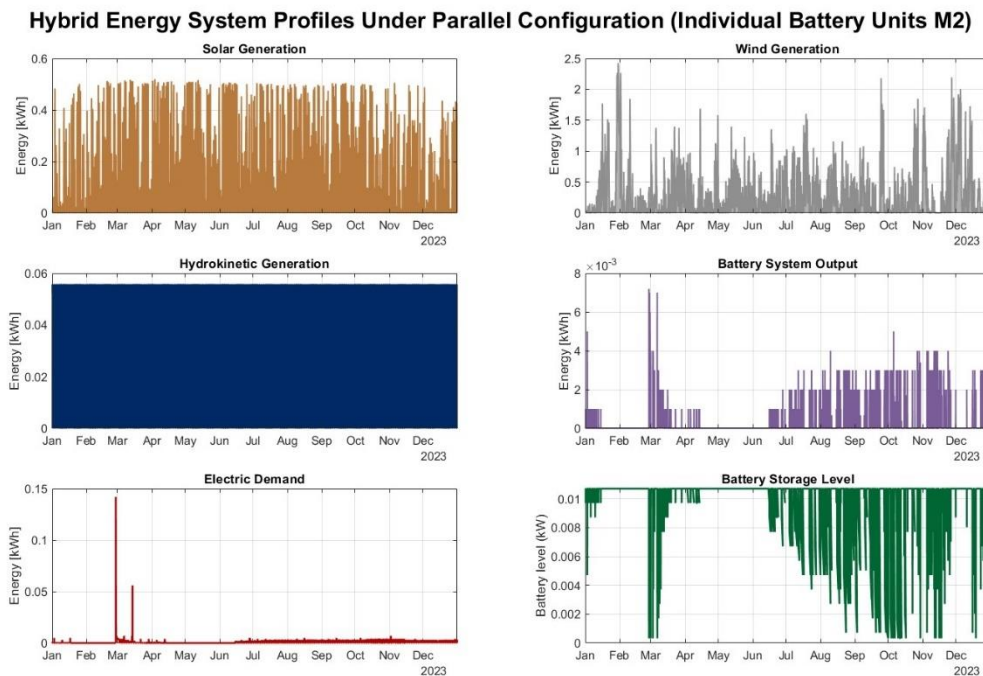 Hybrid Energy System Profiles Under Parallel Configuration (Individual Battery Units M2)
Solar Generation
Energy [kWh]
0.6
0.4
0.2
0
Jan Feb Mar Apr May Jun Jul Aug Sep Oct Nov Dec
2023
Wind Generation
Energy [kWh]
2.5
2
1.5
1
0.5
0
Jan Feb Mar Apr May Jun Jul Aug Sep Oct Nov Dec
2023
Hydrokinetic Generation
Energy [kWh]
0.06
0.04
0.02
0
Jan Feb Mar Apr May Jun Jul Aug Sep Oct Nov Dec
2023
Battery System Output
×10⁻³
Energy [kWh]
8
6
4
2
0
Jan Feb Mar Apr May Jun Jul Aug Sep Oct Nov Dec
2023
Electric Demand
Energy [kWh]
0.15
0.1
0.05
0
Jan Feb Mar Apr May Jun Jul Aug Sep Oct Nov Dec
2023
Battery Storage Level
Battery level (kW)
0.01
0.008
0.006
0.004
0.002
0
Jan Feb Mar Apr May Jun Jul Aug Sep Oct Nov Dec
2023